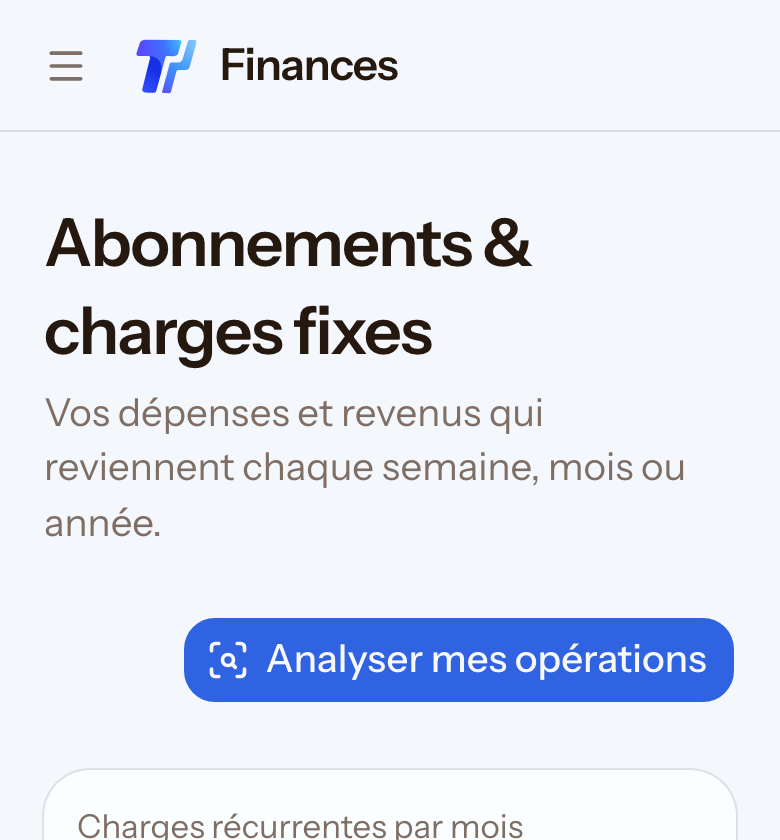 Finances
Abonnements &
charges fixes
Vos dépenses et revenus qui
reviennent chaque semaine, mois ou
année.
Analyser mes opérations
Charges récurrentes par mois